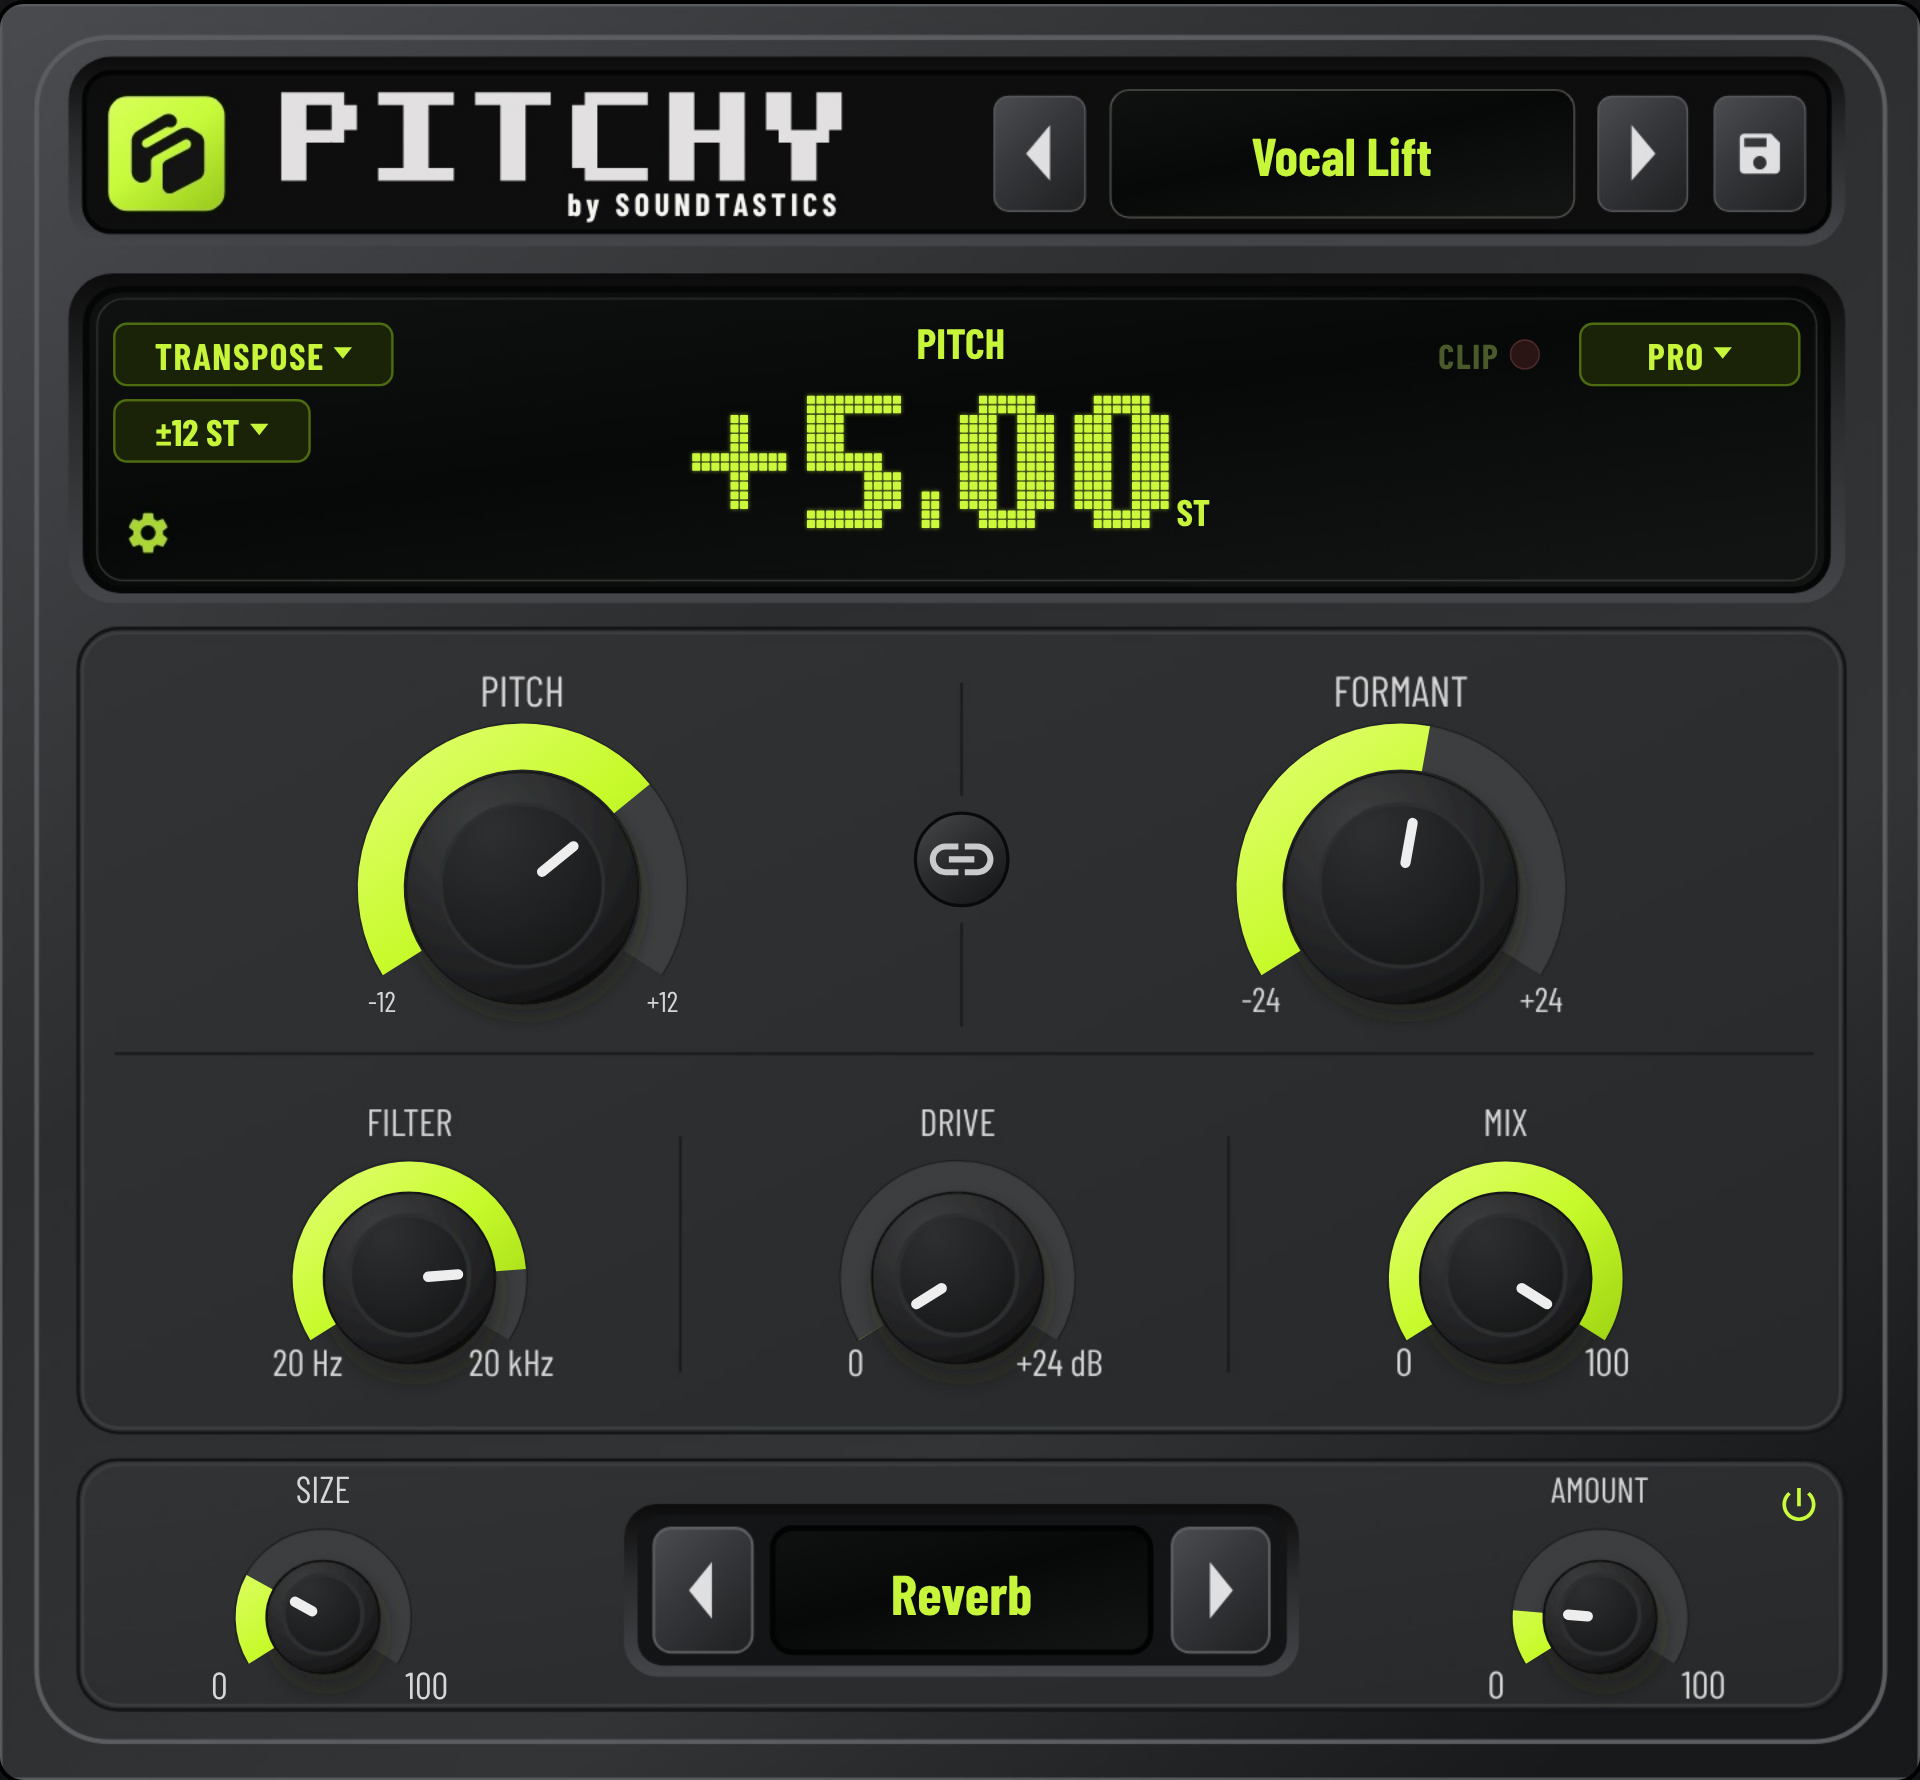 PITCHY
by SOUNDTASTICS
Vocal Lift
TRANSPOSE
PITCH
CLIP
PRO
±12 ST
+5.00 ST
PITCH
FORMANT
-12
+12
-24
+24
FILTER
DRIVE
MIX
20 Hz
20 kHz
0
+24 dB
0
100
SIZE
AMOUNT
Reverb
0
100
0
100